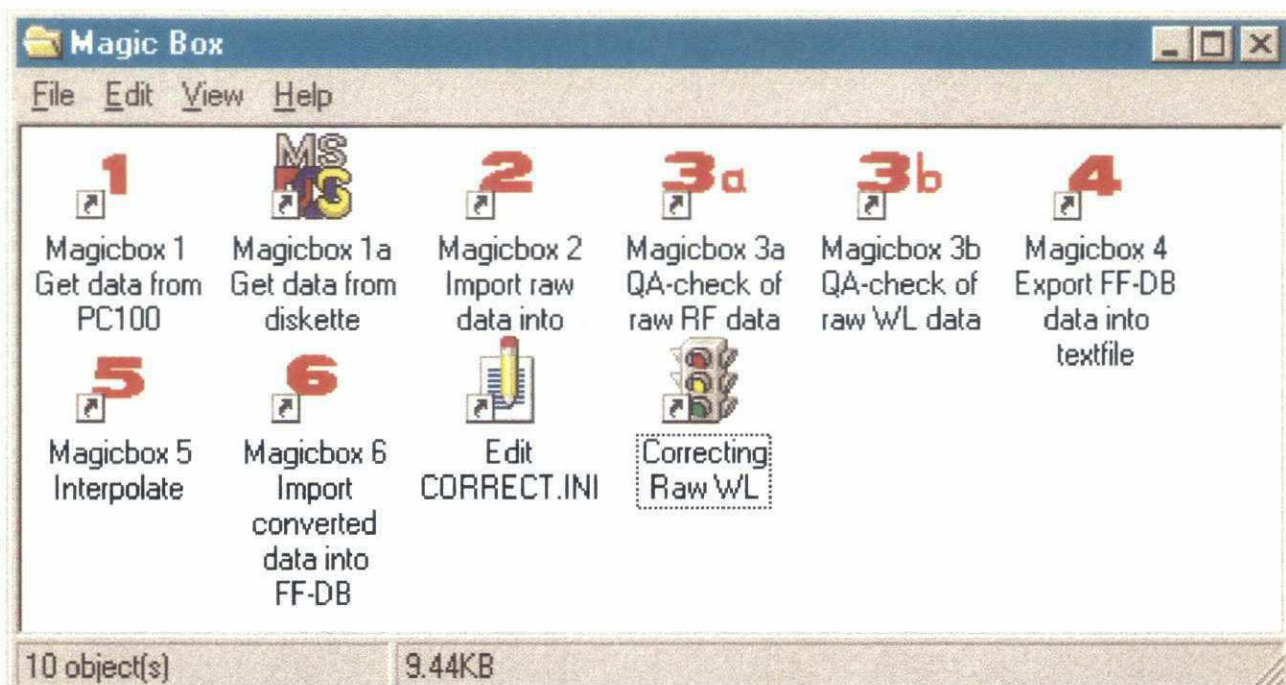 Magic Box
File Edit View Help
1
MS DOS
2
3a
3b
4
Magicbox 1
Get data from
PC100
Magicbox 1a
Get data from
diskette
Magicbox 2
Import raw
data into
Magicbox 3a
QA-check of
raw RF data
Magicbox 3b
QA-check of
raw WL data
Magicbox 4
Export FF-DB
data into
textfile
5
6
Magicbox 5
Interpolate
Magicbox 6
Import
converted
data into
FF-DB
Edit
CORRECT.INI
Correcting
Raw WL
10 object(s)
9.44KB